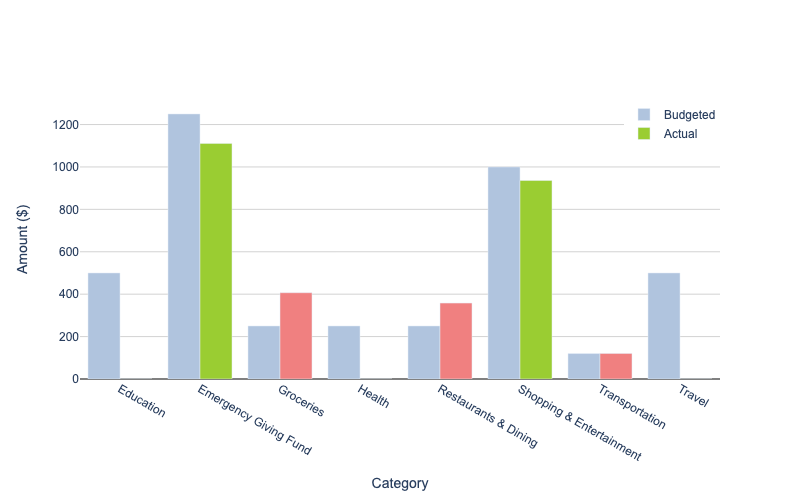 Budgeted
Actual
1200
1000
800
600
400
200
0
Amount ($)
Education
Emergency Giving Fund
Groceries
Health
Restaurants & Dining
Shopping & Entertainment
Transportation
Travel
Category